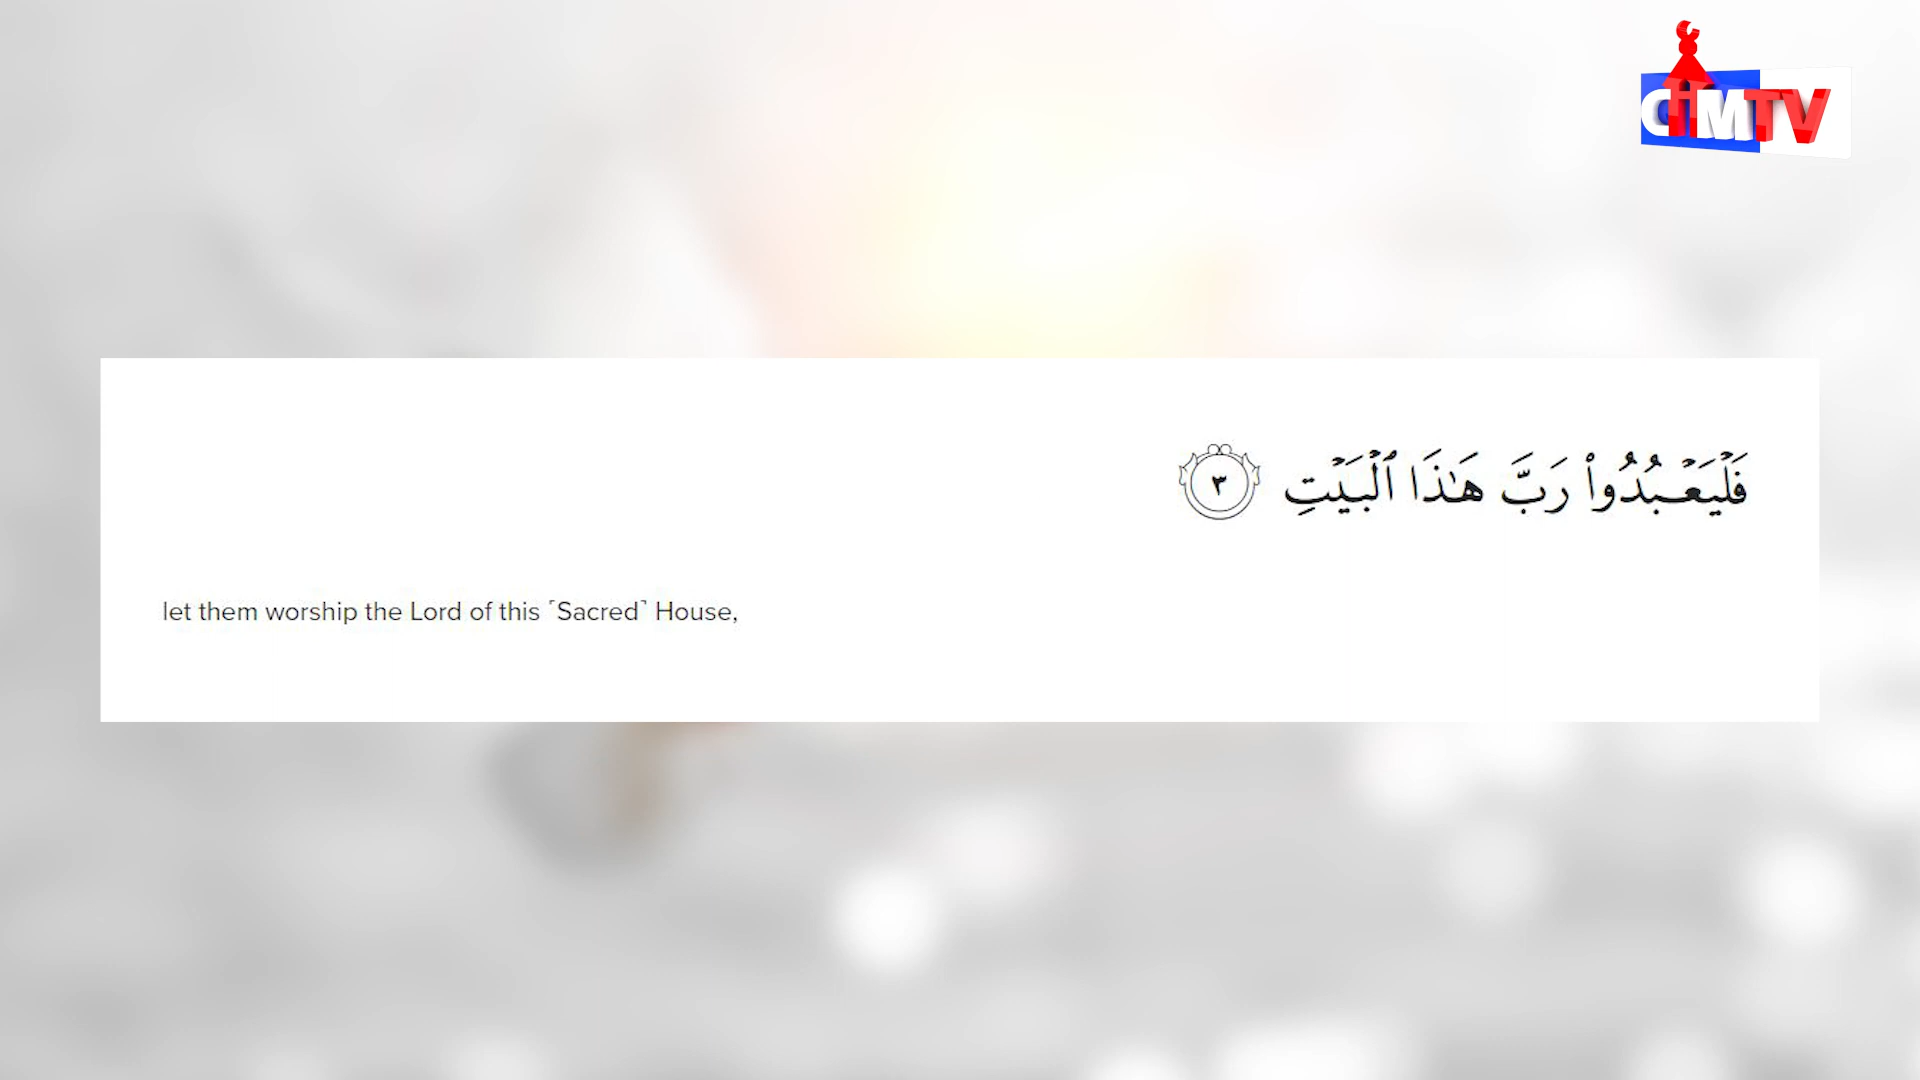 CIMTV
فَلۡيَعۡبُدُواْ رَبَّ هَٰذَا ٱلۡبَيۡتِ ٣
let them worship the Lord of this ˹Sacred˺ House,